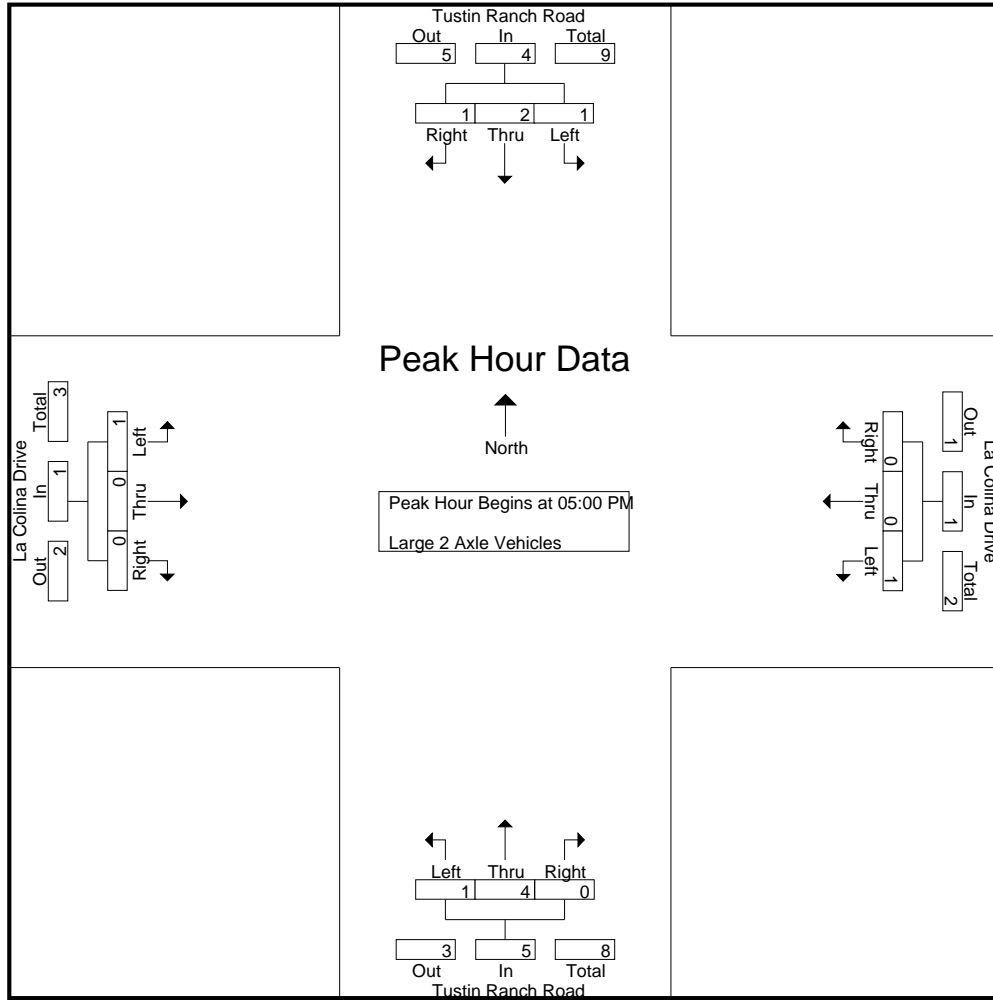 Tustin Ranch Road
Out In Total
5 4 9
1 2 1
Right Thru Left
Peak Hour Data
North
Peak Hour Begins at 05:00 PM
Large 2 Axle Vehicles
La Colina Drive
Out In Total
2 1 3
1 0 0
Left Thru Right
La Colina Drive
Out In Total
1 1 2
0 0 1
Right Thru Left
Left Thru Right
1 4 0
3 5 8
Out In Total
Tustin Ranch Road